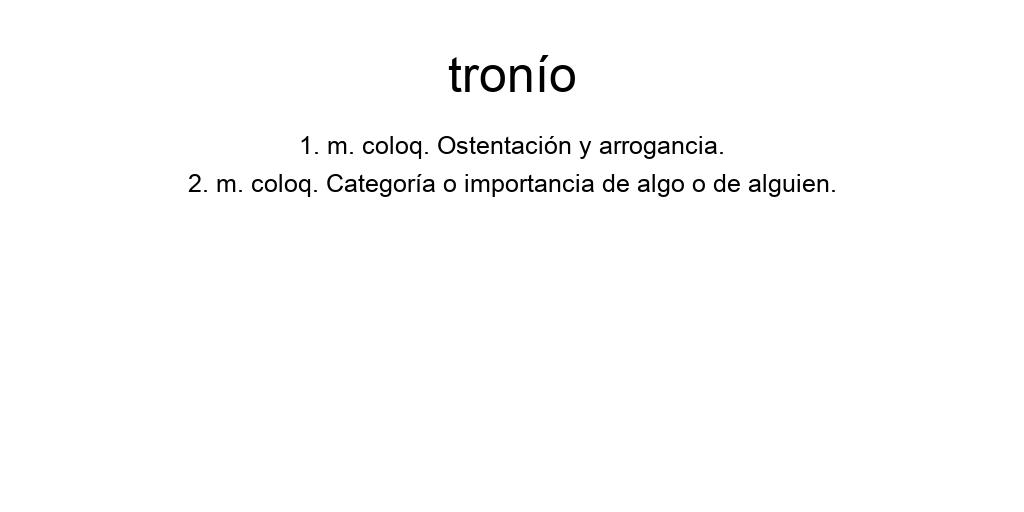 tronío
1. m. coloq. Ostentación y arrogancia.
2. m. coloq. Categoría o importancia de algo o de alguien.